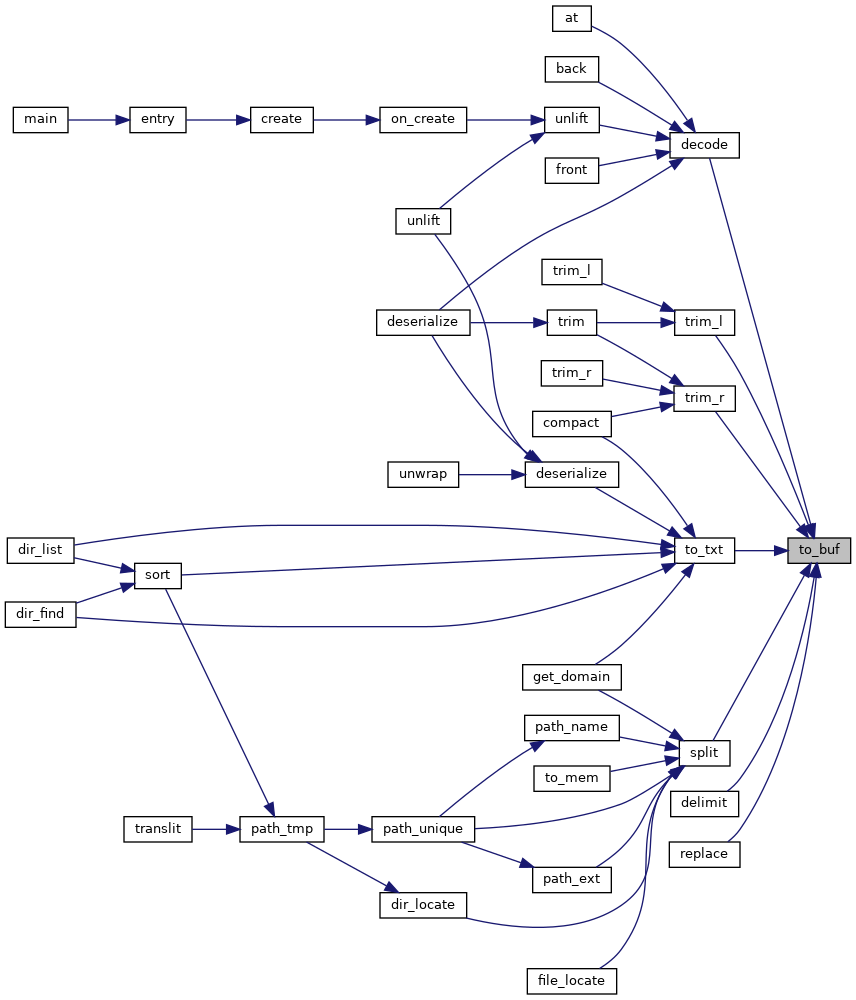 at
back
main
entry
create
on_create
unlift
decode
front
unlift
trim_l
deserialize
trim
trim_l
trim_r
trim_r
compact
unwrap
deserialize
dir_list
to_txt
to_buf
sort
dir_find
get_domain
path_name
split
to_mem
delimit
translit
path_tmp
path_unique
replace
path_ext
dir_locate
file_locate